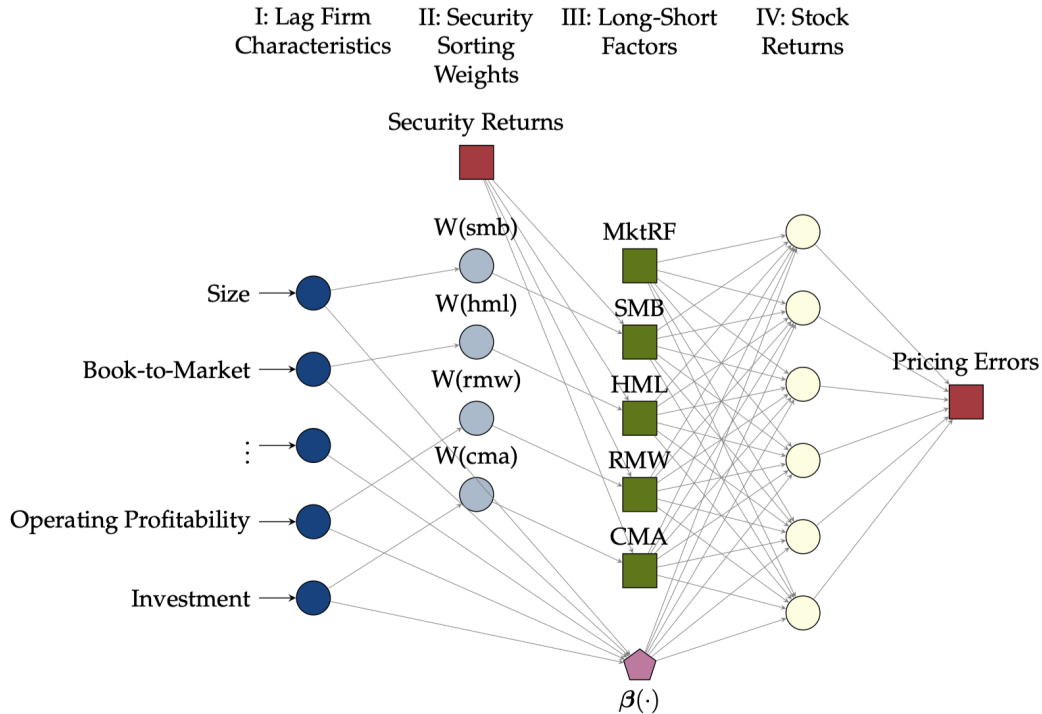 I: Lag Firm
Characteristics
II: Security
Sorting
Weights
III: Long-Short
Factors
IV: Stock
Returns
Security Returns
W(smb)
MktRF
Size
W(hml)
SMB
Book-to-Market
W(rmw)
HML
Pricing Errors
⋮
W(cma)
RMW
Operating Profitability
CMA
Investment
β(·)